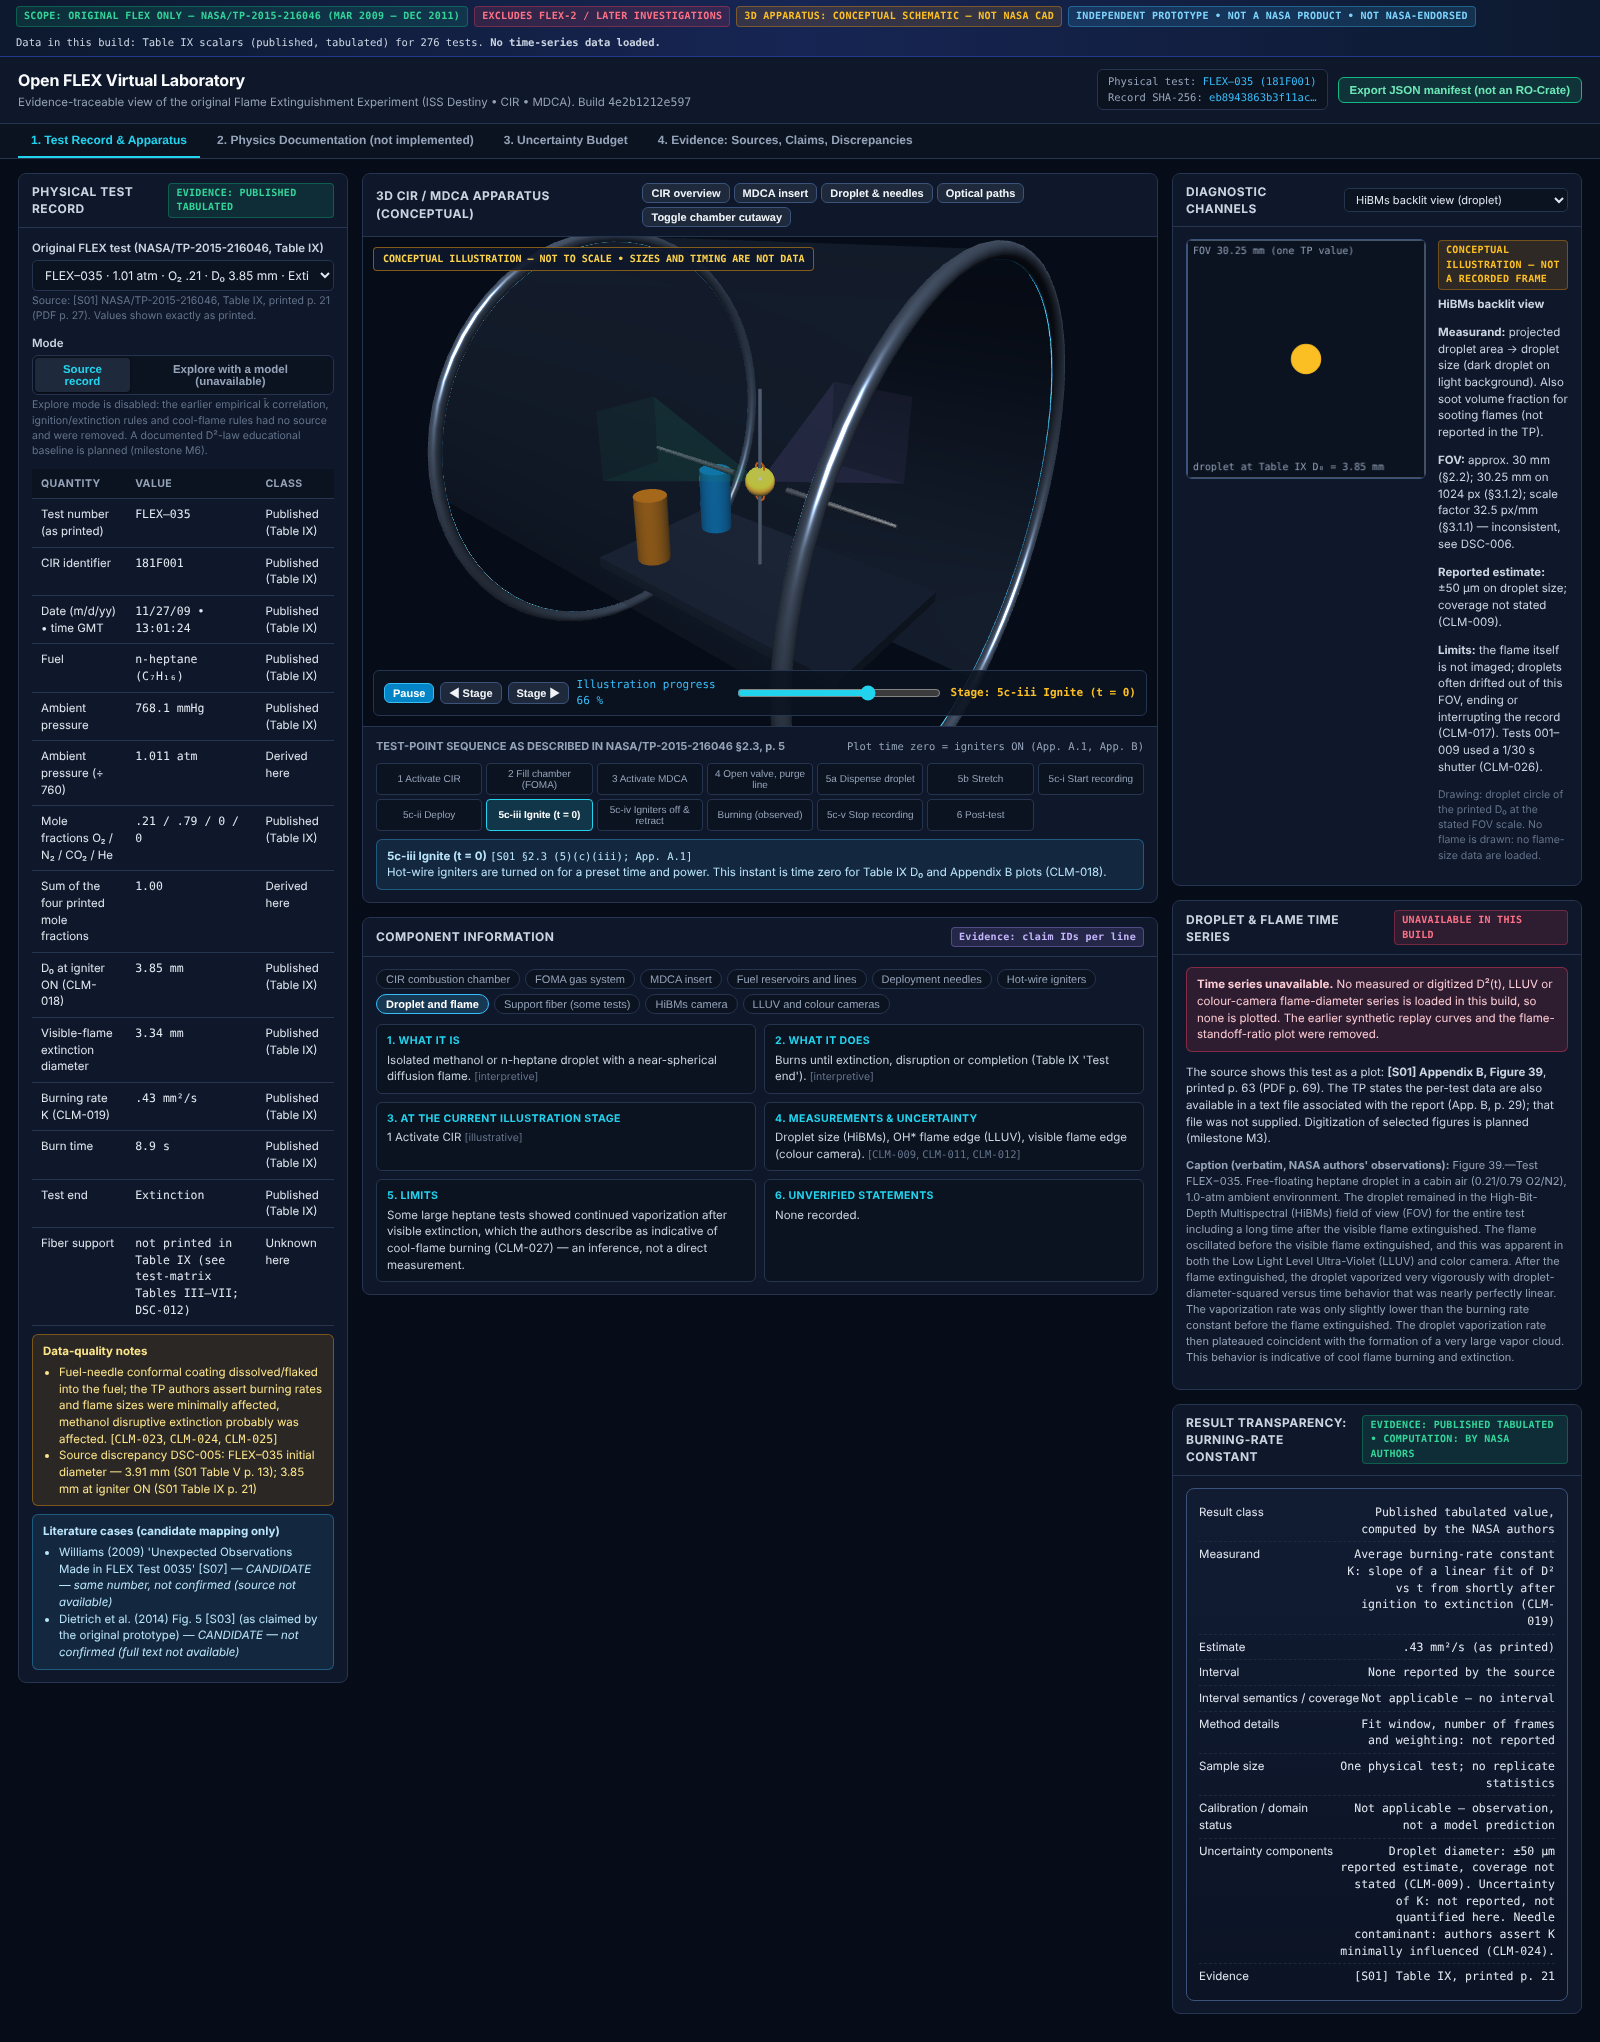 SCOPE: ORIGINAL FLEX ONLY — NASA/TP-2015-216046 (MAR 2009 – DEC 2011)
EXCLUDES FLEX-2 / LATER INVESTIGATIONS
3D APPARATUS: CONCEPTUAL SCHEMATIC — NOT NASA CAD
INDEPENDENT PROTOTYPE • NOT A NASA PRODUCT • NOT NASA-ENDORSED
Data in this build: Table IX scalars (published, tabulated) for 276 tests. No time-series data loaded.
Open FLEX Virtual Laboratory
Evidence-traceable view of the original Flame Extinguishment Experiment (ISS Destiny • CIR • MDCA). Build 4e2b1212e597
Physical test: FLEX–035 (181F001)
Record SHA-256: eb8943863b3f11ac…
Export JSON manifest (not an RO-Crate)
1. Test Record & Apparatus
2. Physics Documentation (not implemented)
3. Uncertainty Budget
4. Evidence: Sources, Claims, Discrepancies
PHYSICAL TEST
RECORD
EVIDENCE: PUBLISHED
TABULATED
Original FLEX test (NASA/TP-2015-216046, Table IX)
FLEX–035 · 1.01 atm · O₂ .21 · D₀ 3.85 mm · Exti
Source: [S01] NASA/TP-2015-216046, Table IX, printed p. 21
(PDF p. 27). Values shown exactly as printed.
Mode
Source
record
Explore with a model
(unavailable)
Explore mode is disabled: the earlier empirical k̂ correlation,
ignition/extinction rules and cool-flame rules had no source
and were removed. A documented D²-law educational
baseline is planned (milestone M6).
QUANTITY VALUE CLASS
Test number FLEX–035 Published
(as printed) (Table IX)
CIR identifier 181F001 Published
(Table IX)
Date (m/d/yy) 11/27/09 • Published
• time GMT 13:01:24 (Table IX)
Fuel n-heptane Published
(C₇H₁₆) (Table IX)
Ambient 768.1 mmHg Published
pressure (Table IX)
Ambient 1.011 atm Derived
pressure (÷ here
760)
Mole .21 / .79 / 0 / Published
fractions O₂ / 0 (Table IX)
N₂ / CO₂ / He
Sum of the 1.00 Derived
four printed here
mole
fractions
D₀ at igniter 3.85 mm Published
ON (CLM- (Table IX)
018)
Visible-flame 3.34 mm Published
extinction (Table IX)
diameter
Burning rate .43 mm²/s Published
K (CLM-019) (Table IX)
Burn time 8.9 s Published
(Table IX)
Test end Extinction Published
(Table IX)
Fiber support not printed in Unknown
Table IX (see here
test-matrix
Tables III–VII;
DSC-012)
Data-quality notes
• Fuel-needle conformal coating dissolved/flaked
into the fuel; the TP authors assert burning rates
and flame sizes were minimally affected,
methanol disruptive extinction probably was
affected. [CLM-023, CLM-024, CLM-025]
• Source discrepancy DSC-005: FLEX–035 initial
diameter — 3.91 mm (S01 Table V p. 13); 3.85
mm at igniter ON (S01 Table IX p. 21)
Literature cases (candidate mapping only)
• Williams (2009) 'Unexpected Observations
Made in FLEX Test 0035' [S07] — CANDIDATE
— same number, not confirmed (source not
available)
• Dietrich et al. (2014) Fig. 5 [S03] (as claimed by
the original prototype) — CANDIDATE — not
confirmed (full text not available)
3D CIR / MDCA APPARATUS
(CONCEPTUAL)
CIR overview
MDCA insert
Droplet & needles
Optical paths
Toggle chamber cutaway
CONCEPTUAL ILLUSTRATION — NOT TO SCALE • SIZES AND TIMING ARE NOT DATA
Pause
◀ Stage
Stage ▶
Illustration progress
66 %
Stage: 5c-iii Ignite (t = 0)
TEST-POINT SEQUENCE AS DESCRIBED IN NASA/TP-2015-216046 §2.3, p. 5
Plot time zero = igniters ON (App. A.1, App. B)
1 Activate CIR
2 Fill chamber
(FOMA)
3 Activate MDCA
4 Open valve, purge
line
5a Dispense droplet
5b Stretch
5c-i Start recording
5c-ii Deploy
5c-iii Ignite (t = 0)
5c-iv Igniters off &
retract
Burning (observed)
5c-v Stop recording
6 Post-test
5c-iii Ignite (t = 0) [S01 §2.3 (5)(c)(iii); App. A.1]
Hot-wire igniters are turned on for a preset time and power. This instant is time zero for Table IX D₀ and Appendix B plots (CLM-018).
COMPONENT INFORMATION
Evidence: claim IDs per line
CIR combustion chamber
FOMA gas system
MDCA insert
Fuel reservoirs and lines
Deployment needles
Hot-wire igniters
Droplet and flame
Support fiber (some tests)
HiBMs camera
LLUV and colour cameras
1. WHAT IT IS
Isolated methanol or n-heptane droplet with a near-spherical
diffusion flame. [interpretive]
2. WHAT IT DOES
Burns until extinction, disruption or completion (Table IX 'Test
end'). [interpretive]
3. AT THE CURRENT ILLUSTRATION STAGE
1 Activate CIR [illustrative]
4. MEASUREMENTS & UNCERTAINTY
Droplet size (HiBMs), OH* flame edge (LLUV), visible flame edge
(colour camera). [CLM-009, CLM-011, CLM-012]
5. LIMITS
Some large heptane tests showed continued vaporization after
visible extinction, which the authors describe as indicative of
cool-flame burning (CLM-027) — an inference, not a direct
measurement.
6. UNVERIFIED STATEMENTS
None recorded.
DIAGNOSTIC
CHANNELS
HiBMs backlit view (droplet)
FOV 30.25 mm (one TP value)
droplet at Table IX D₀ = 3.85 mm
CONCEPTUAL
ILLUSTRATION — NOT
A RECORDED FRAME
HiBMs backlit view
Measurand: projected
droplet area → droplet
size (dark droplet on
light background). Also
soot volume fraction for
sooting flames (not
reported in the TP).
FOV: approx. 30 mm
(§2.2); 30.25 mm on
1024 px (§3.1.2); scale
factor 32.5 px/mm
(§3.1.1) — inconsistent,
see DSC-006.
Reported estimate:
±50 µm on droplet size;
coverage not stated
(CLM-009).
Limits: the flame itself
is not imaged; droplets
often drifted out of this
FOV, ending or
interrupting the record
(CLM-017). Tests 001–
009 used a 1/30 s
shutter (CLM-026).
Drawing: droplet circle of
the printed D₀ at the
stated FOV scale. No
flame is drawn: no flame-
size data are loaded.
DROPLET & FLAME TIME
SERIES
UNAVAILABLE IN THIS
BUILD
Time series unavailable. No measured or digitized D²(t), LLUV or
colour-camera flame-diameter series is loaded in this build, so
none is plotted. The earlier synthetic replay curves and the flame-
standoff-ratio plot were removed.
The source shows this test as a plot: [S01] Appendix B, Figure 39,
printed p. 63 (PDF p. 69). The TP states the per-test data are also
available in a text file associated with the report (App. B, p. 29); that
file was not supplied. Digitization of selected figures is planned
(milestone M3).
Caption (verbatim, NASA authors' observations): Figure 39.—Test
FLEX–035. Free-floating heptane droplet in a cabin air (0.21/0.79 O2/N2),
1.0-atm ambient environment. The droplet remained in the High-Bit-
Depth Multispectral (HiBMs) field of view (FOV) for the entire test
including a long time after the visible flame extinguished. The flame
oscillated before the visible flame extinguished, and this was apparent in
both the Low Light Level Ultra-Violet (LLUV) and color camera. After the
flame extinguished, the droplet vaporized very vigorously with droplet-
diameter-squared versus time behavior that was nearly perfectly linear.
The vaporization rate was only slightly lower than the burning rate
constant before the flame extinguished. The droplet vaporization rate
then plateaued coincident with the formation of a very large vapor cloud.
This behavior is indicative of cool flame burning and extinction.
RESULT TRANSPARENCY:
BURNING-RATE
CONSTANT
EVIDENCE: PUBLISHED TABULATED
• COMPUTATION: BY NASA
AUTHORS
Result class Published tabulated value,
computed by the NASA authors
Measurand Average burning-rate constant
K: slope of a linear fit of D²
vs t from shortly after
ignition to extinction (CLM-
019)
Estimate .43 mm²/s (as printed)
Interval None reported by the source
Interval semantics / coverage Not applicable — no interval
Method details Fit window, number of frames
and weighting: not reported
Sample size One physical test; no replicate
statistics
Calibration / domain Not applicable — observation,
status not a model prediction
Uncertainty components Droplet diameter: ±50 µm
reported estimate, coverage not
stated (CLM-009). Uncertainty
of K: not reported, not
quantified here. Needle
contaminant: authors assert K
minimally influenced (CLM-024).
Evidence [S01] Table IX, printed p. 21